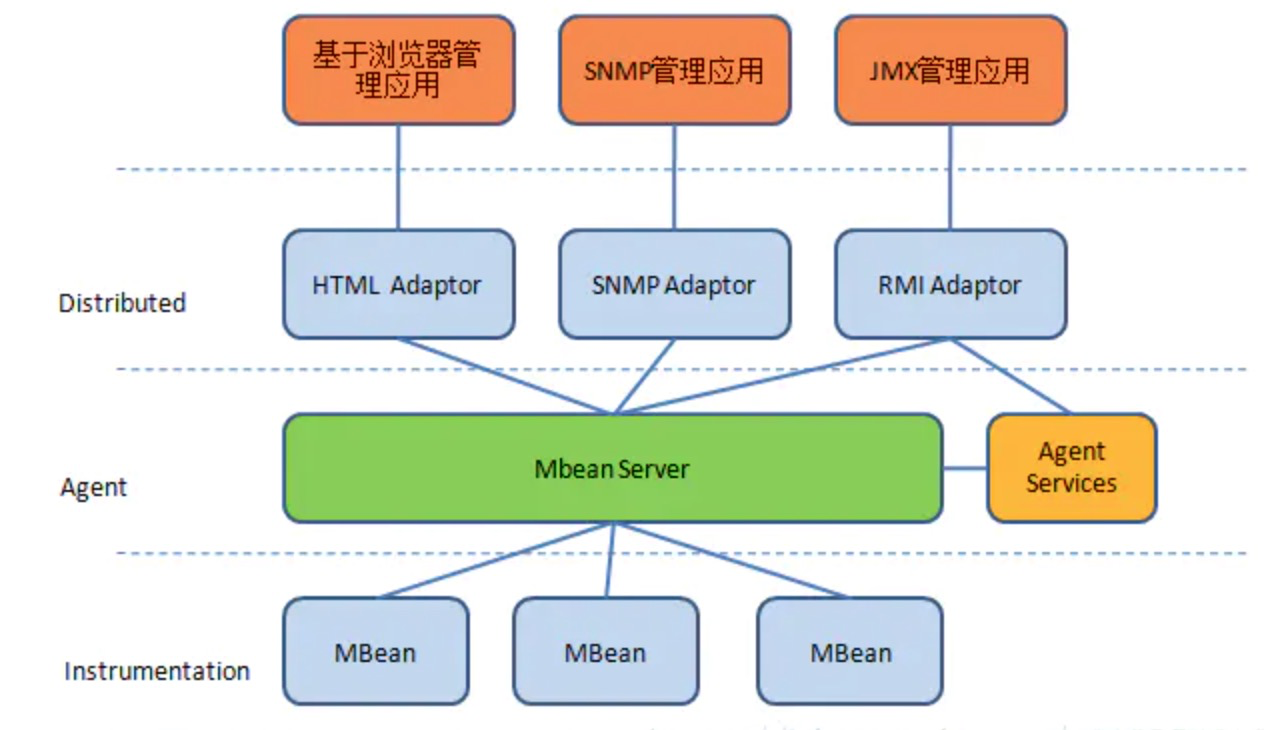 基于浏览器管
理应用
SNMP管理应用
JMX管理应用
Distributed
HTML Adaptor
SNMP Adaptor
RMI Adaptor
Agent
Mbean Server
Agent
Services
Instrumentation
MBean
MBean
MBean